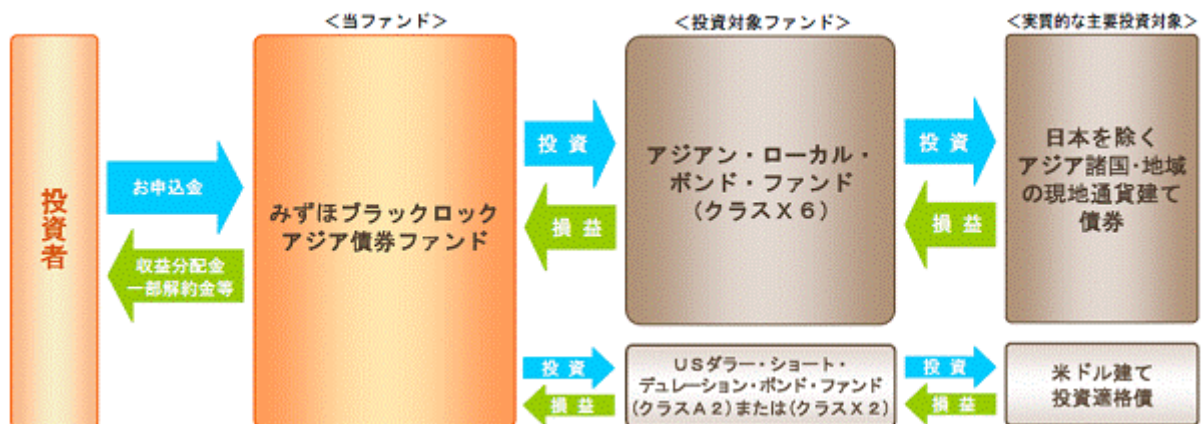 <当ファンド>
<投資対象ファンド>
<実質的な主要投資対象>
投資者
お申込金
収益分配金
一部解約金等
みずほブラックロック
アジア債券ファンド
投資
損益
アジアン・ローカル・
ボンド・ファンド
(クラスX6)
投資
損益
日本を除く
アジア諸国・地域
の現地通貨建て
債券
投資
損益
USダラー・ショート・
デュレーション・ボンド・ファンド
(クラスA2)または(クラスX2)
投資
損益
米ドル建て
投資適格債